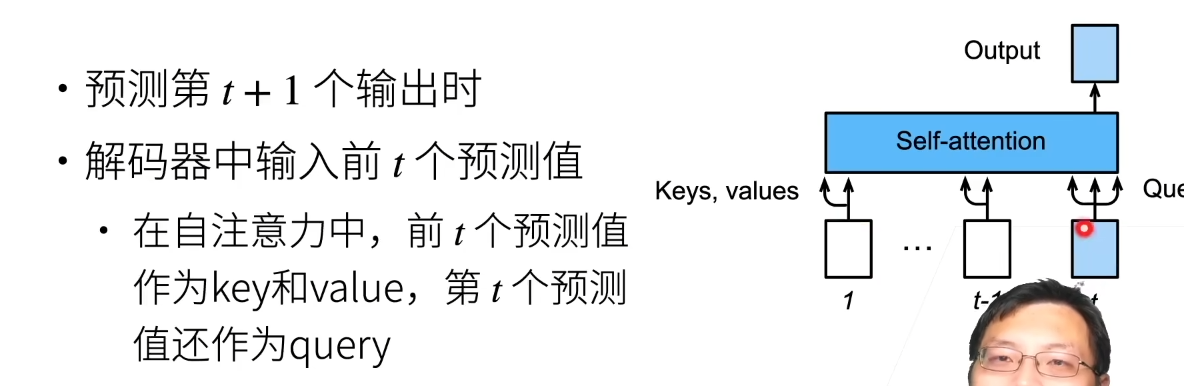 • 预测第 t + 1 个输出时
• 解码器中输入前 t 个预测值
• 在自注意力中，前 t 个预测值
作为key和value，第 t 个预测
值还作为query
Output
Self-attention
Keys, values
...
1
t